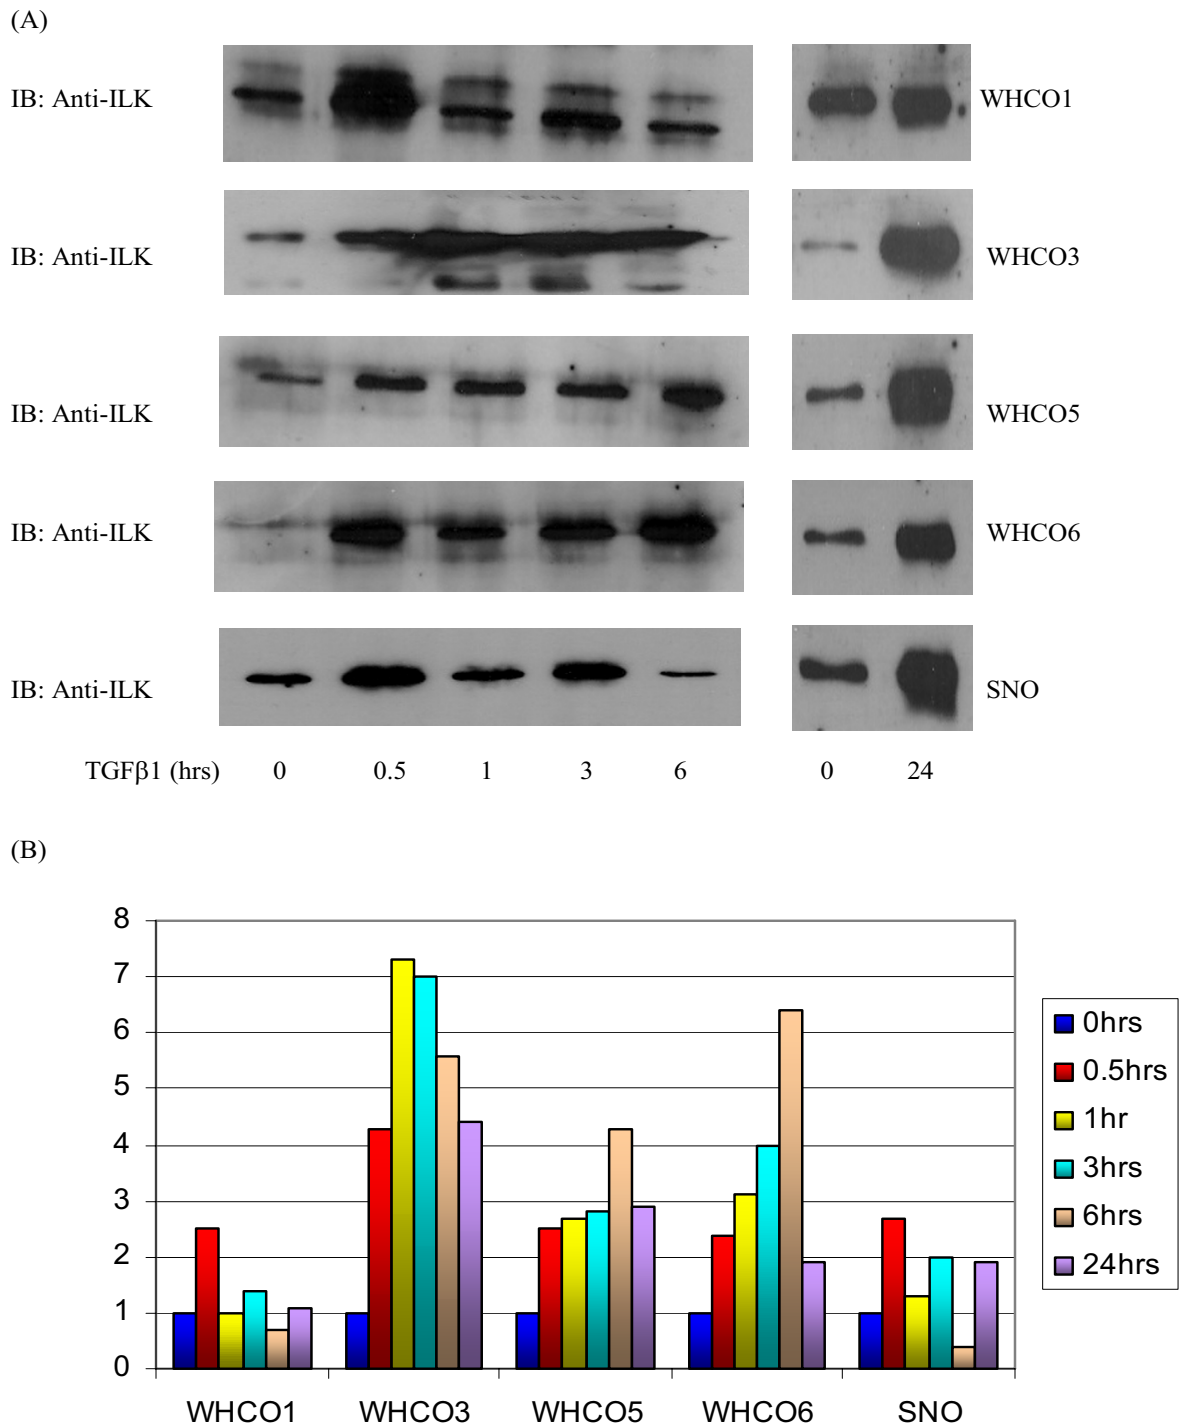 (A)
IB: Anti-ILK
WHCO1
IB: Anti-ILK
WHCO3
IB: Anti-ILK
WHCO5
IB: Anti-ILK
WHCO6
IB: Anti-ILK
SNO
TGFβ1 (hrs) 0 0.5 1 3 6 0 24
(B)
8
7
6
5
4
3
2
1
0
WHCO1 WHCO3 WHCO5 WHCO6 SNO
0hrs
0.5hrs
1hr
3hrs
6hrs
24hrs